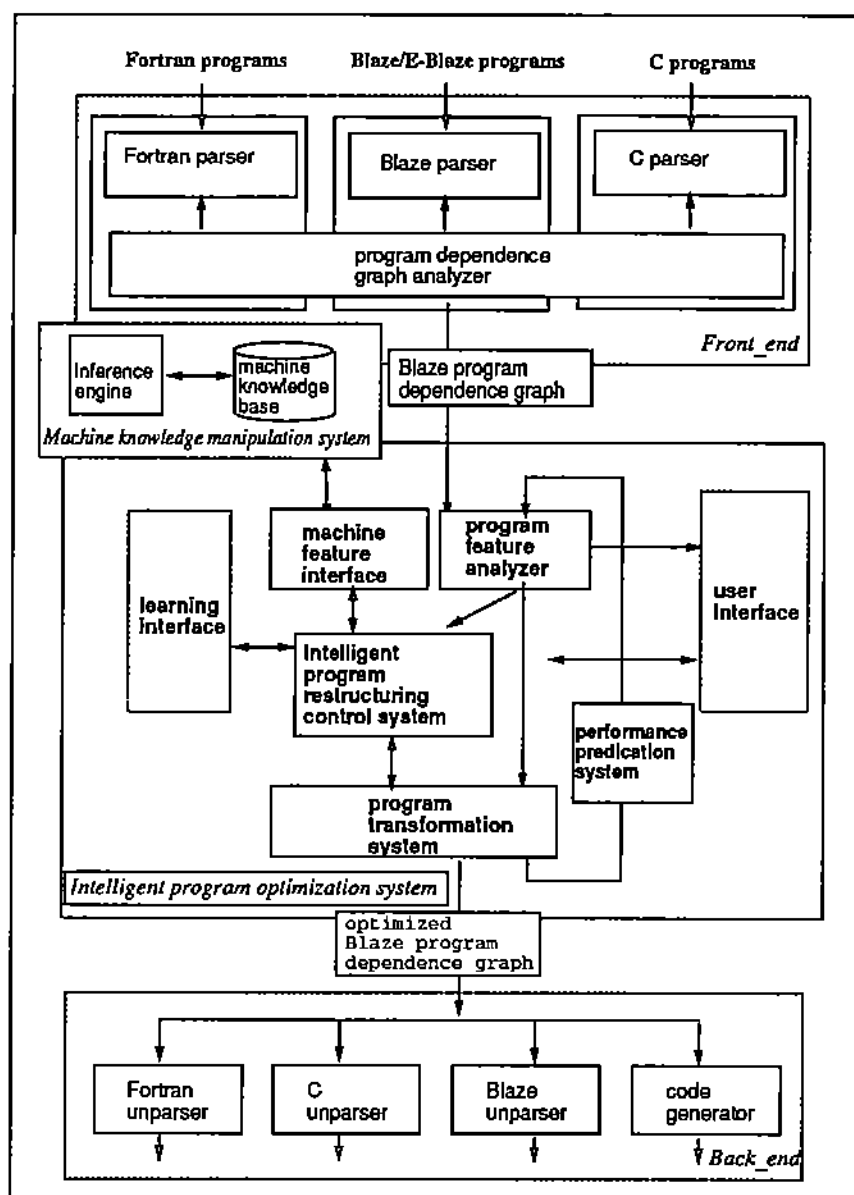 Fortran programs
Blaze/E-Blaze programs
C programs
Fortran parser
Blaze parser
C parser
program dependence
graph analyzer
Front_end
Inference
engine
machine
knowledge
base
Machine knowledge manipulation system
Blaze program
dependence graph
learning
Interface
machine
feature
interface
program
feature
analyzer
user
Interface
Intelligent
program
restructuring
control system
performance
predication
system
program
transformation
system
Intelligent program optimization system
optimized
Blaze program
dependence graph
Fortran
unparser
C
unparser
Blaze
unparser
code
generator
Back_end